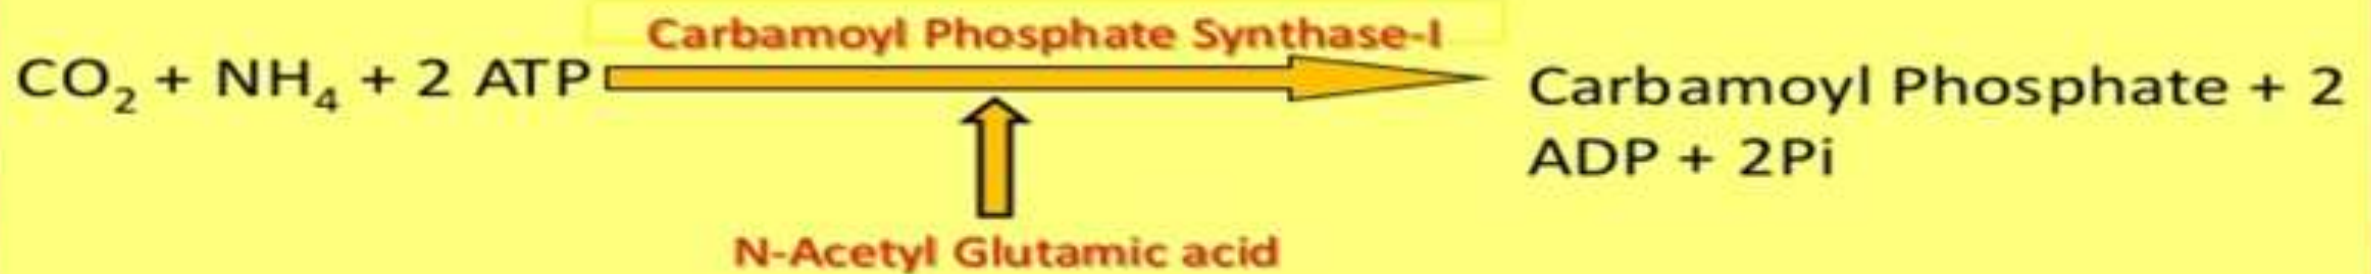 Carbamoyl Phosphate Synthase-I
CO₂ + NH₄ + 2 ATP
Carbamoyl Phosphate + 2
ADP + 2Pi
N-Acetyl Glutamic acid